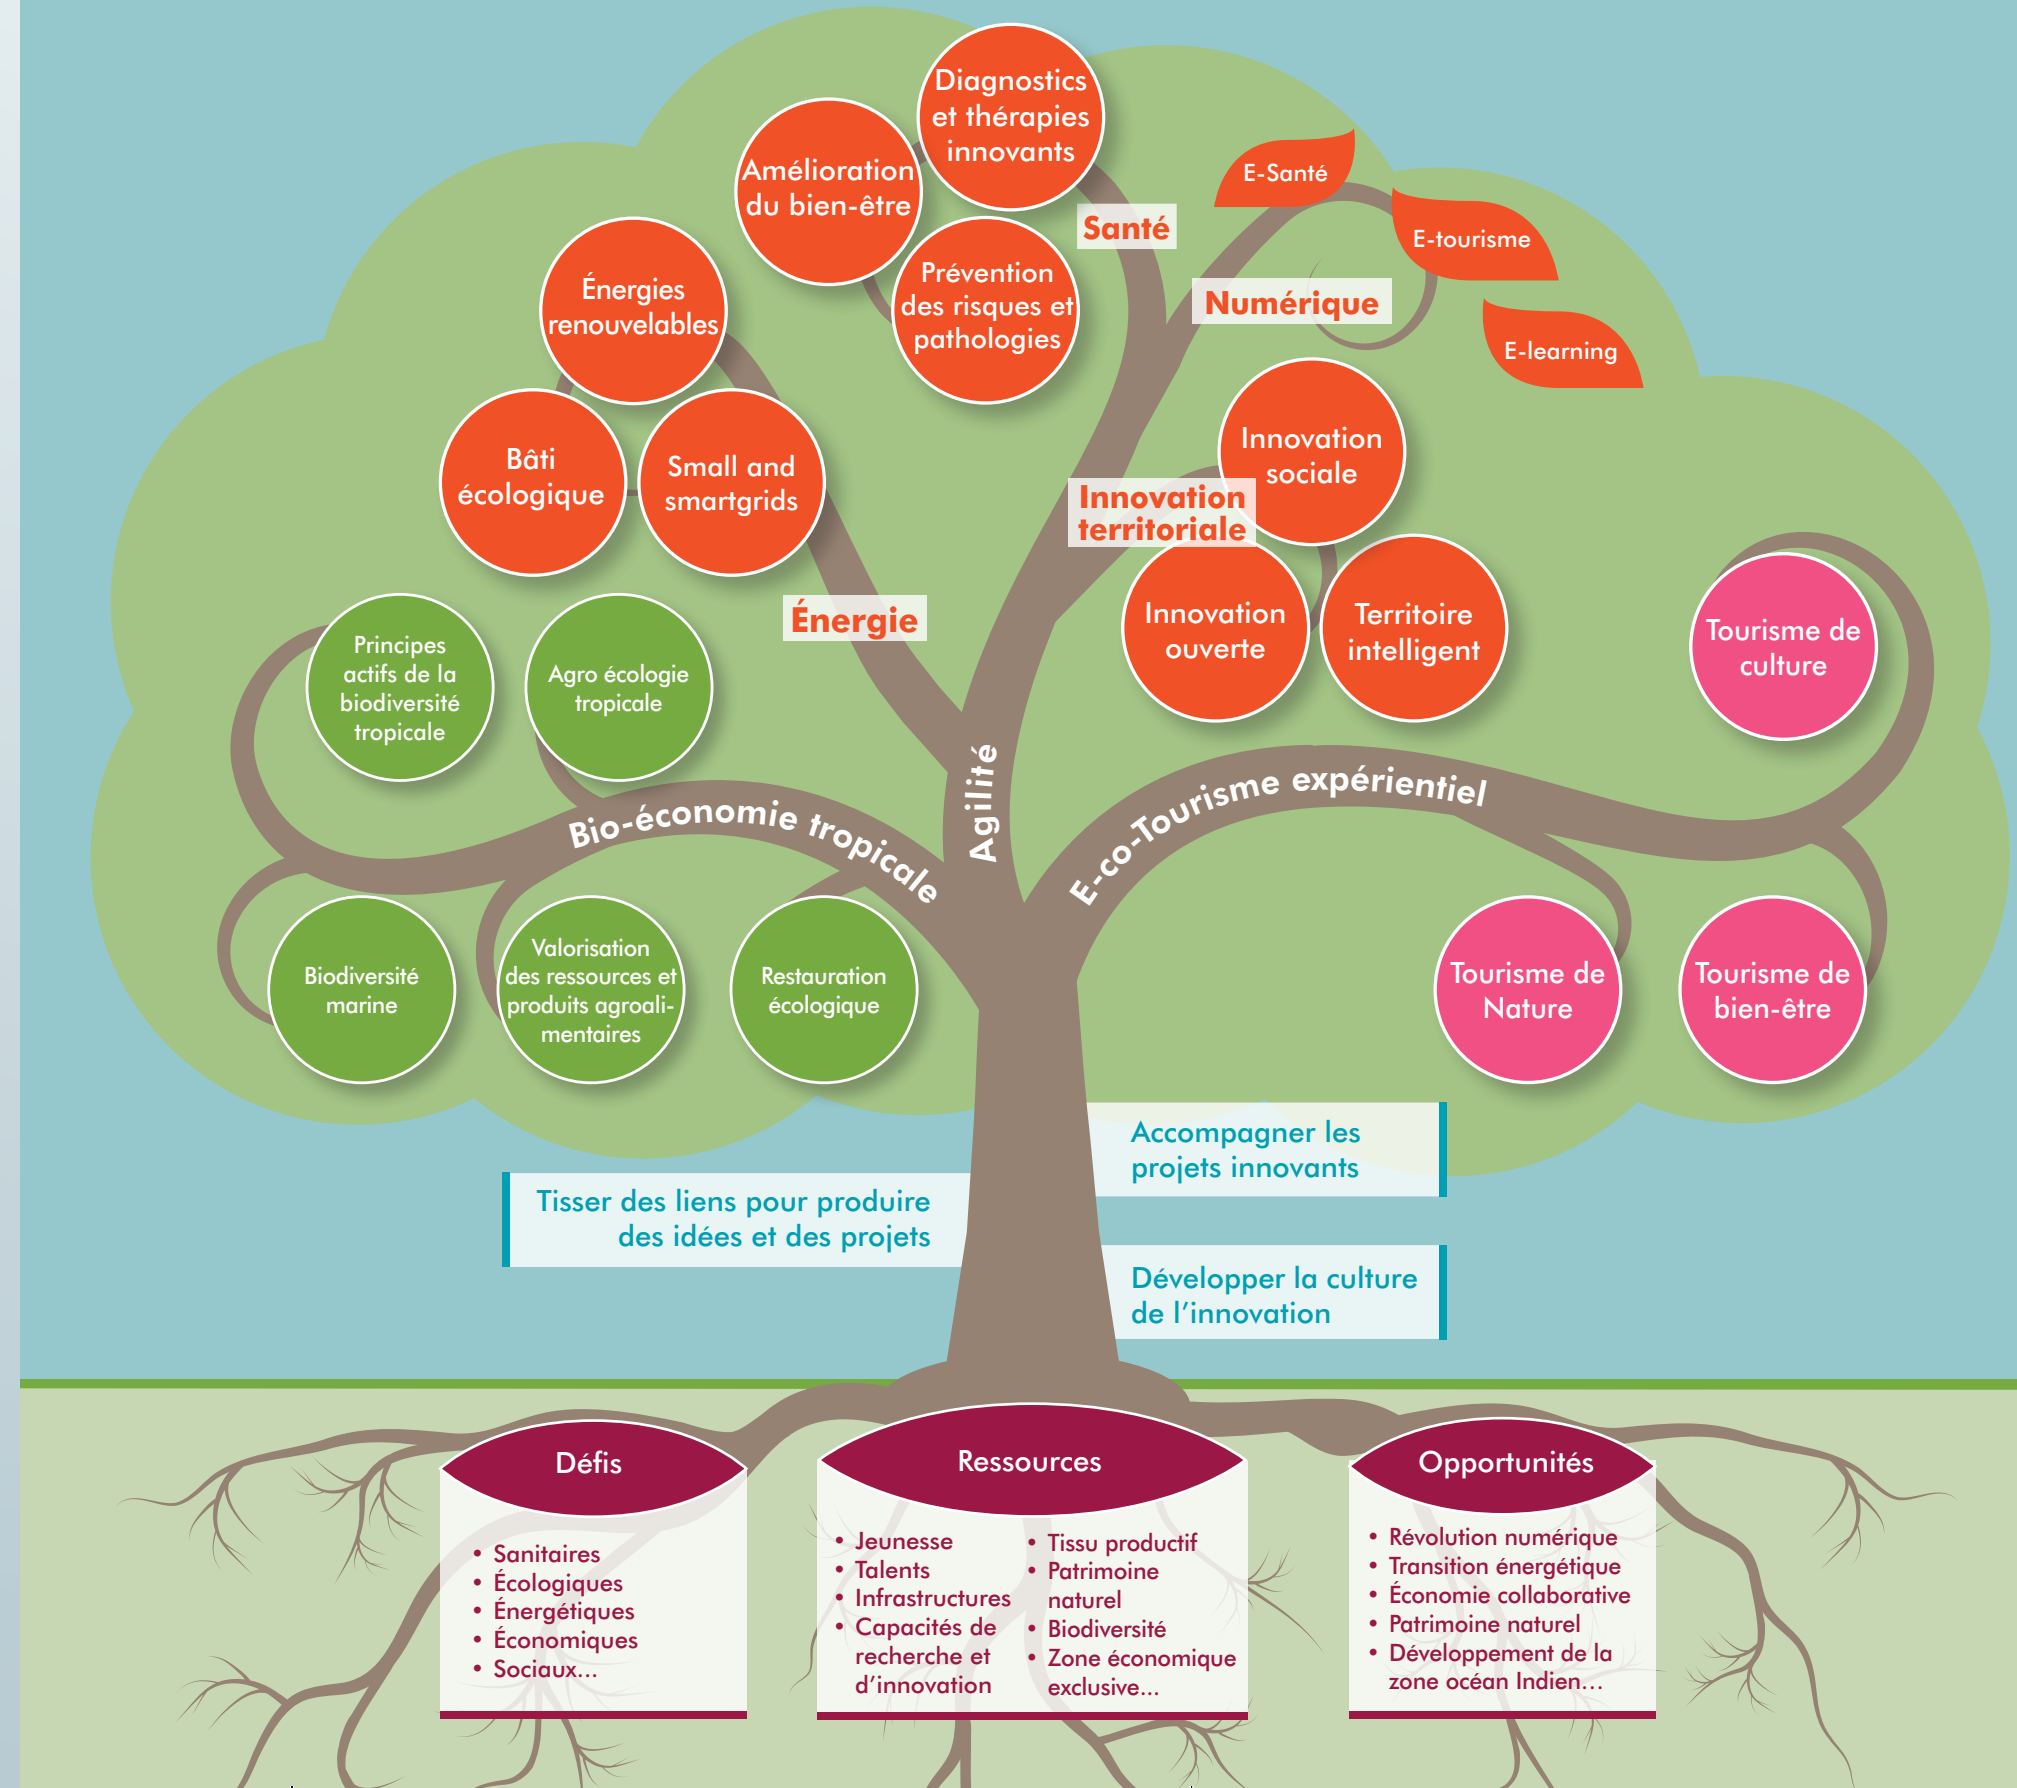 Diagnostics
et thérapies
innovants
Amélioration
du bien-être
Prévention
des risques et
pathologies
Santé
E-Santé
E-tourisme
E-learning
Numérique
Énergies
renouvelables
Bâti
écologique
Small and
smartgrids
Énergie
Innovation
sociale
Innovation
territoriale
Innovation
ouverte
Territoire
intelligent
Principes
actifs de la
biodiversité
tropicale
Agro écologie
tropicale
Bio-économie tropicale
Agilité
E-co-Tourisme expérientiel
Tourisme de
culture
Biodiversité
marine
Valorisation
des ressources et
produits agroali-
mentaires
Restauration
écologique
Tourisme de
Nature
Tourisme de
bien-être
Accompagner les
projets innovants
Tisser des liens pour produire
des idées et des projets
Développer la culture
de l’innovation
Défis
• Sanitaires
• Écologiques
• Énergétiques
• Économiques
• Sociaux...
Ressources
• Jeunesse
• Talents
• Infrastructures
• Capacités de
recherche et
d’innovation
• Tissu productif
• Patrimoine
naturel
• Biodiversité
• Zone économique
exclusive...
Opportunités
• Révolution numérique
• Transition énergétique
• Économie collaborative
• Patrimoine naturel
• Développement de la
zone océan Indien…